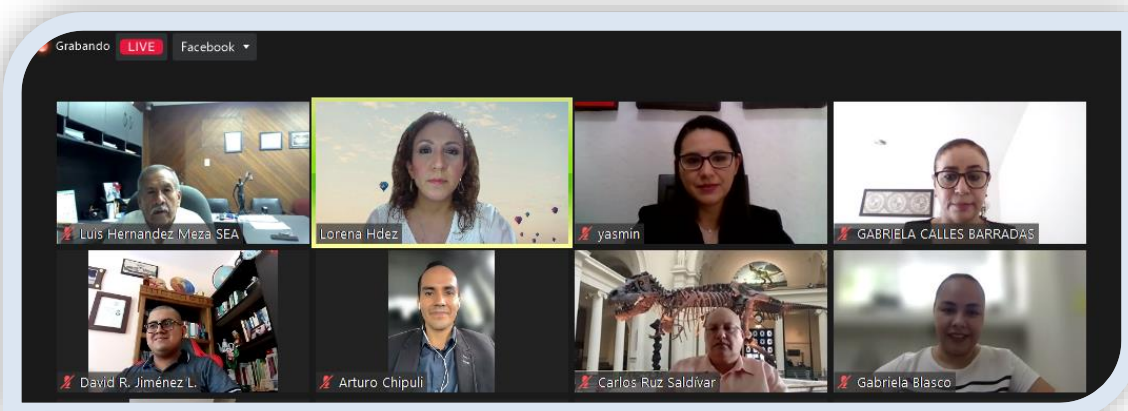 Grabando LIVE Facebook
Luis Hernandez Meza SEA
Lorena Hdez
yasmin
GABRIELA CALLES BARRADAS
David R. Jiménez L.
Arturo Chipuli
Carlos Ruz Saldívar
Gabriela Blasco